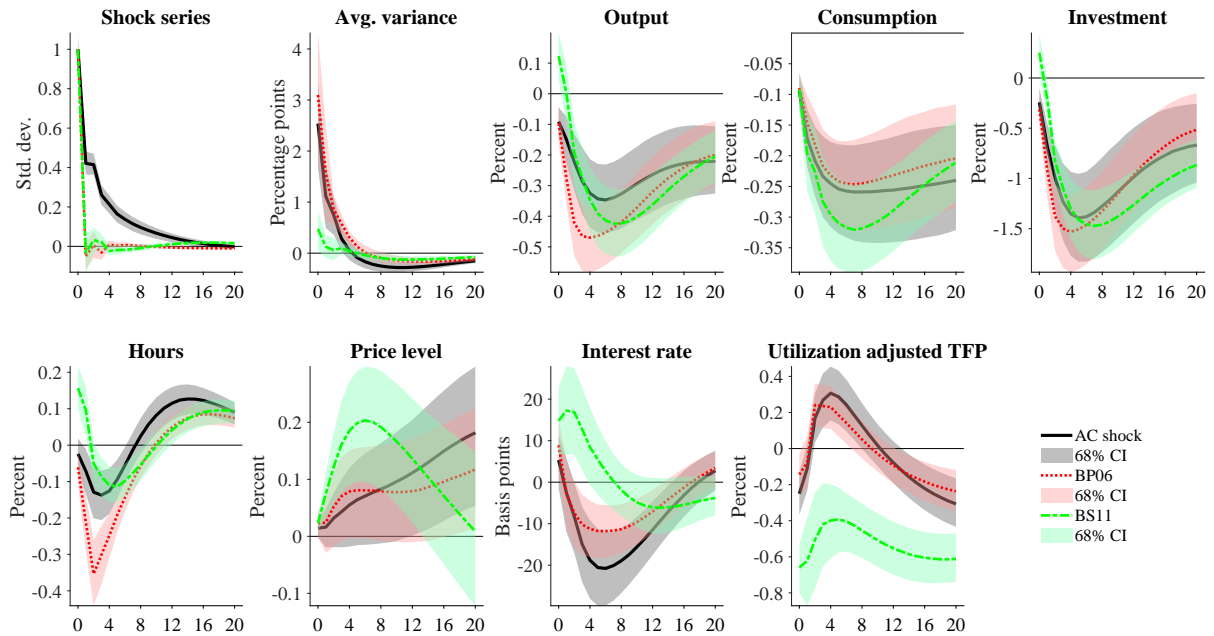 Shock series
Avg. variance
Output
Consumption
Investment
Std. dev.
1
0.8
0.6
0.4
0.2
0
0 4 8 12 16 20
Percentage points
4
3
2
1
0
0 4 8 12 16 20
Percent
0.1
0
-0.1
-0.2
-0.3
-0.4
-0.5
0 4 8 12 16 20
Percent
-0.05
-0.1
-0.15
-0.2
-0.25
-0.3
-0.35
0 4 8 12 16 20
Percent
0
-0.5
-1
-1.5
0 4 8 12 16 20
Hours
Price level
Interest rate
Utilization adjusted TFP
Percent
0.2
0.1
0
-0.1
-0.2
-0.3
-0.4
0 4 8 12 16 20
Percent
0.2
0.1
0
-0.1
0 4 8 12 16 20
Basis points
20
10
0
-10
-20
0 4 8 12 16 20
Percent
0.4
0.2
0
-0.2
-0.4
-0.6
-0.8
0 4 8 12 16 20
AC shock
68% CI
BP06
68% CI
BS11
68% CI